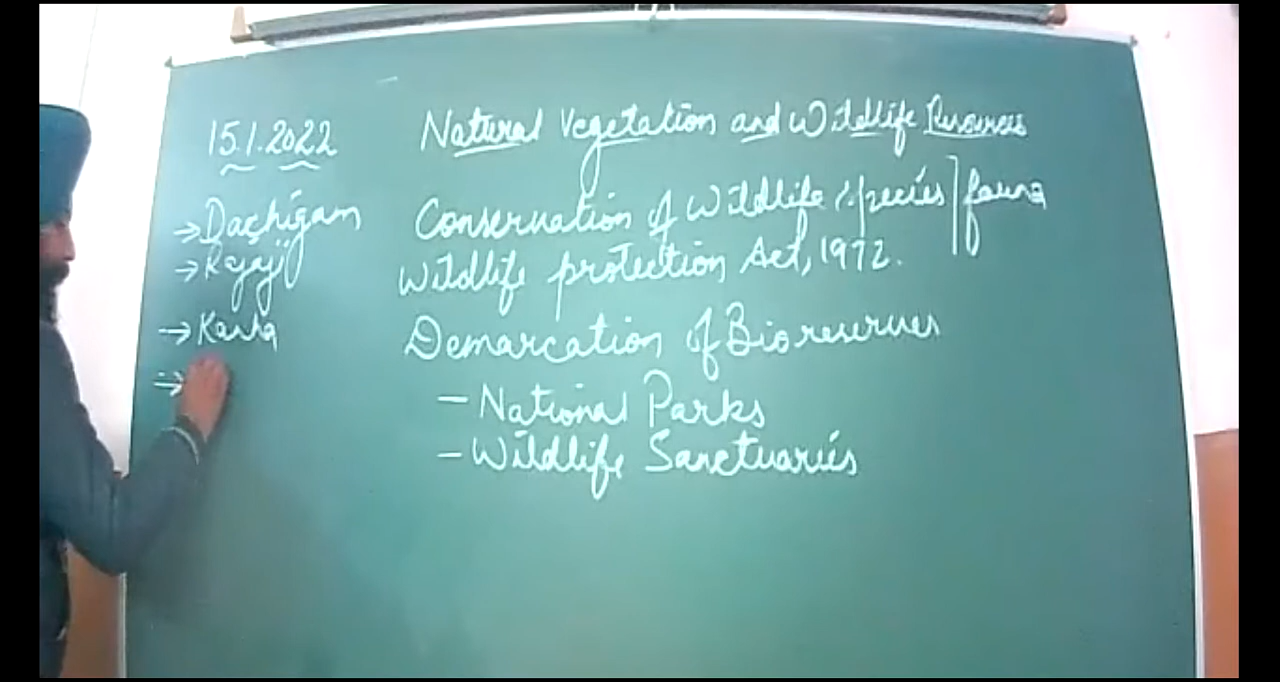 15.1.2022
Natural Vegetation and Wildlife Resources
→ Dachigam
→ Rajaji
→ Kanha
→
Conservation of Wildlife species] fauna
Wildlife protection Act, 1972.
Demarcation of Bioreserves
- National Parks
- Wildlife Sanctuaries